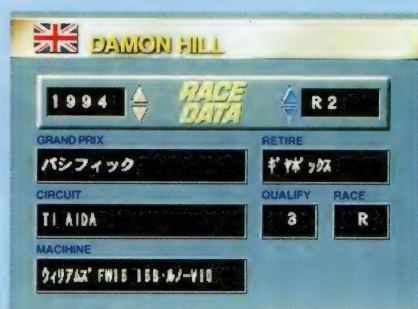 DAMON HILL
1994
RACE DATA
R2
GRAND PRIX
パシフィック
RETIRE
ギヤボックス
CIRCUIT
TI AIDA
QUALIFY
3
RACE
R
MACIHINE
ウィリアムズ FW16 16B・ルノーV10